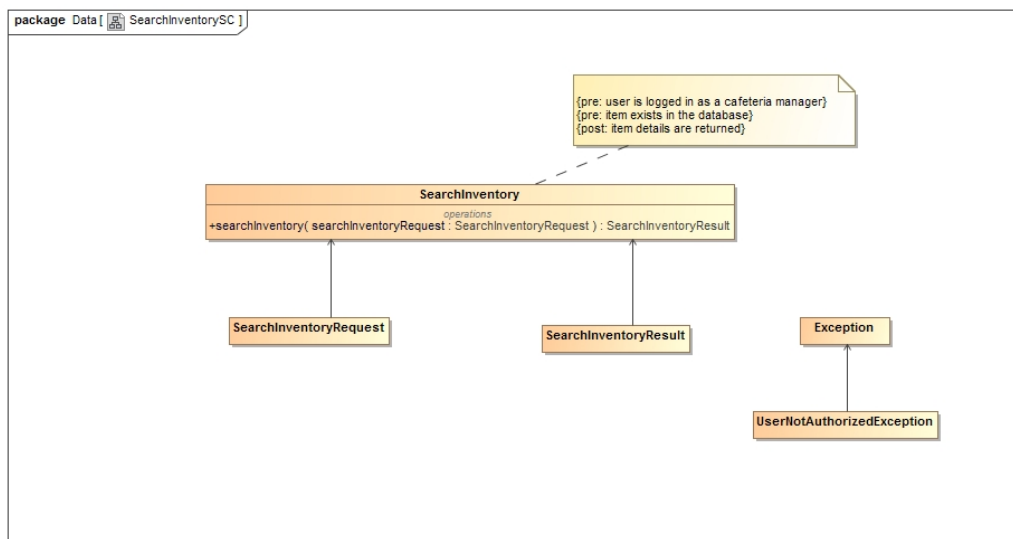 package Data [ SearchInventorySC ]
{pre: user is logged in as a cafeteria manager}
{pre: item exists in the database}
{post: item details are returned}
SearchInventory
operations
+searchInventory( searchInventoryRequest : SearchInventoryRequest ) : SearchInventoryResult
SearchInventoryRequest
SearchInventoryResult
Exception
UserNotAuthorizedException